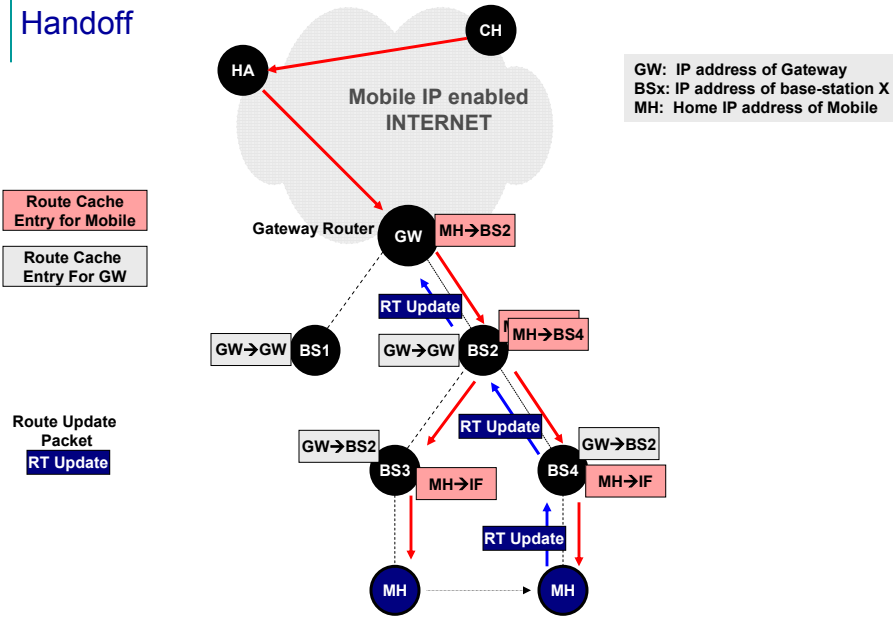 Handoff
CH
HA
Mobile IP enabled
INTERNET
GW: IP address of Gateway
BSx: IP address of base-station X
MH: Home IP address of Mobile
Route Cache
Entry for Mobile
Route Cache
Entry For GW
Gateway Router
GW
MH→BS2
RT Update
GW→GW
BS1
GW→GW
BS2
MH→BS4
Route Update
Packet
RT Update
RT Update
GW→BS2
BS3
MH→IF
GW→BS2
BS4
MH→IF
RT Update
MH
MH